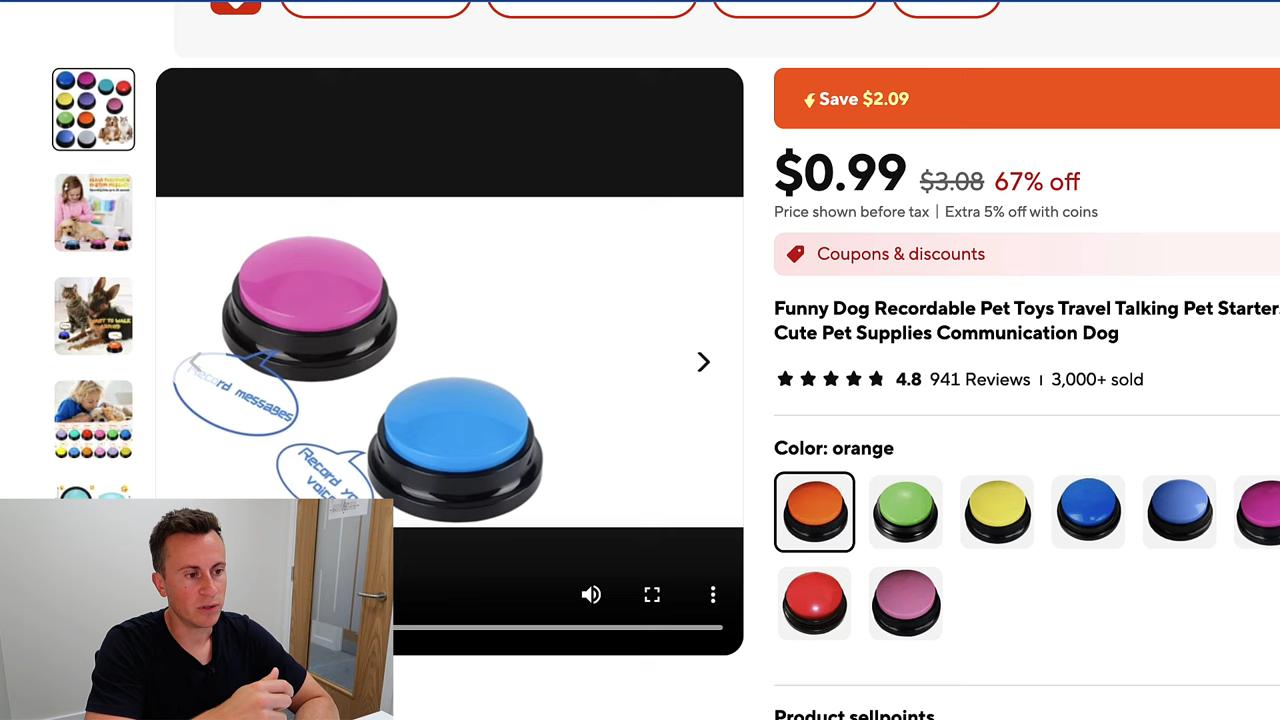 Save $2.09
$0.99 $3.08 67% off
Price shown before tax | Extra 5% off with coins
Coupons & discounts
Funny Dog Recordable Pet Toys Travel Talking Pet Starter
Cute Pet Supplies Communication Dog
4.8 941 Reviews | 3,000+ sold
Color: orange
Record messages
Record yo
voice
Product sellpoints